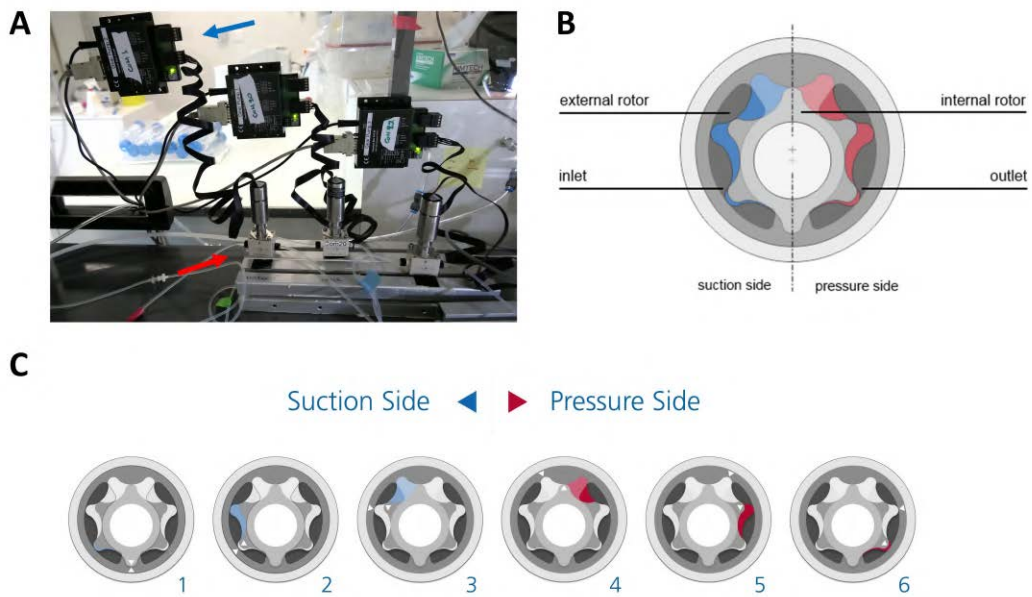 A
B
external rotor
internal rotor
inlet
outlet
suction side
pressure side
C
Suction Side
Pressure Side
1
2
3
4
5
6